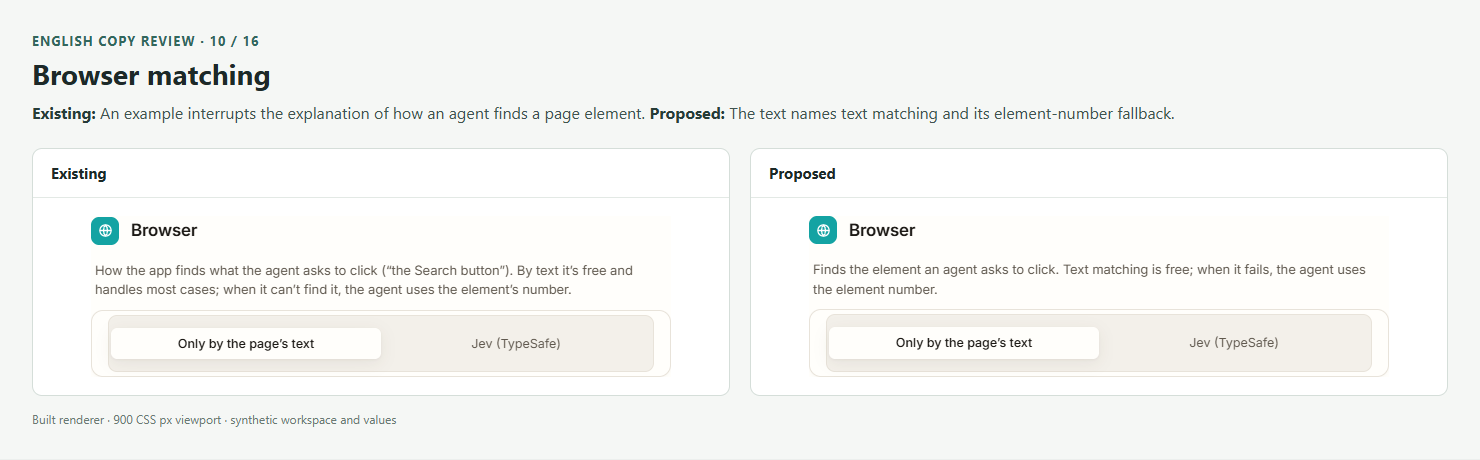 ENGLISH COPY REVIEW · 10 / 16
Browser matching
Existing: An example interrupts the explanation of how an agent finds a page element. Proposed: The text names text matching and its element-number fallback.
Existing
Browser
How the app finds what the agent asks to click (“the Search button”). By text it’s free and
handles most cases; when it can’t find it, the agent uses the element’s number.
Only by the page’s text
Jev (TypeSafe)
Proposed
Browser
Finds the element an agent asks to click. Text matching is free; when it fails, the agent uses
the element number.
Only by the page’s text
Jev (TypeSafe)
Built renderer · 900 CSS px viewport · synthetic workspace and values